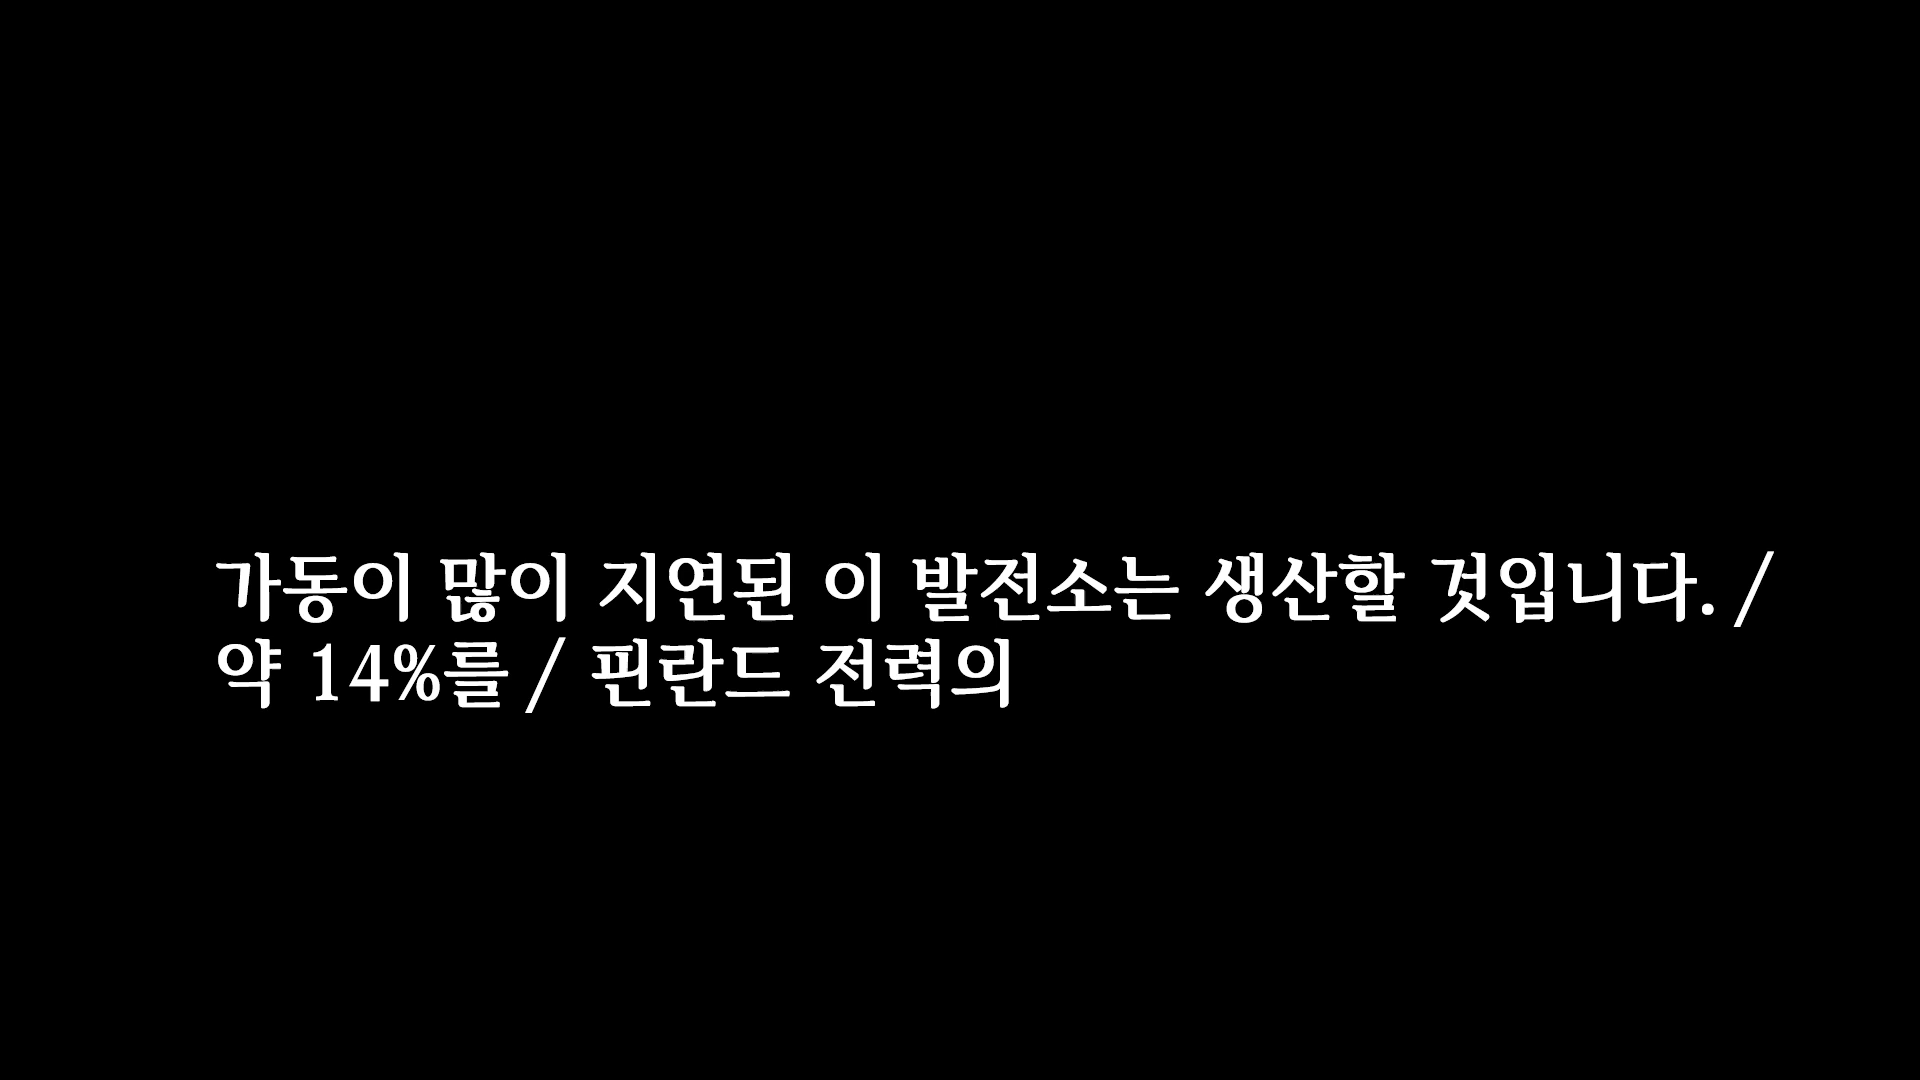 가동이 많이 지연된 이 발전소는 생산할 것입니다. /
약 14%를 / 핀란드 전력의